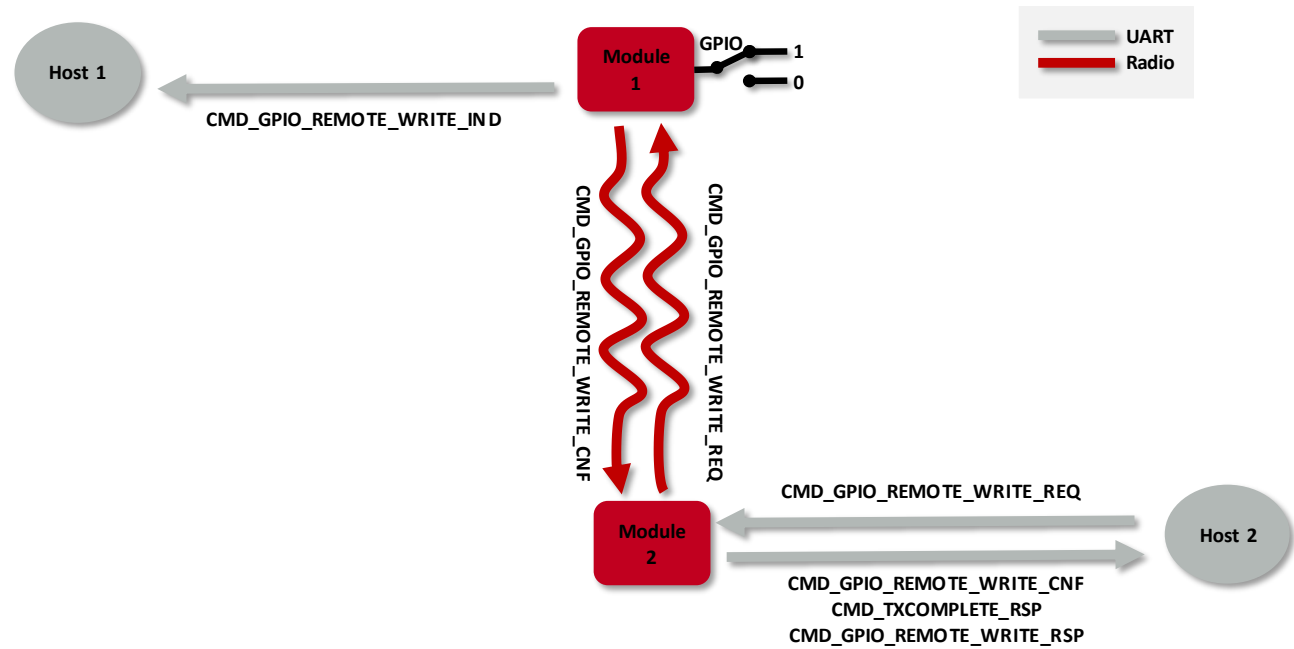 Host 1
Module
1
GPIO
1
0
UART
Radio
CMD_GPIO_REMOTE_WRITE_IND
CMD_GPIO_REMOTE_WRITE_CNF
CMD_GPIO_REMOTE_WRITE_REQ
CMD_GPIO_REMOTE_WRITE_REQ
Module
2
Host 2
CMD_GPIO_REMOTE_WRITE_CNF
CMD_TXCOMPLETE_RSP
CMD_GPIO_REMOTE_WRITE_RSP